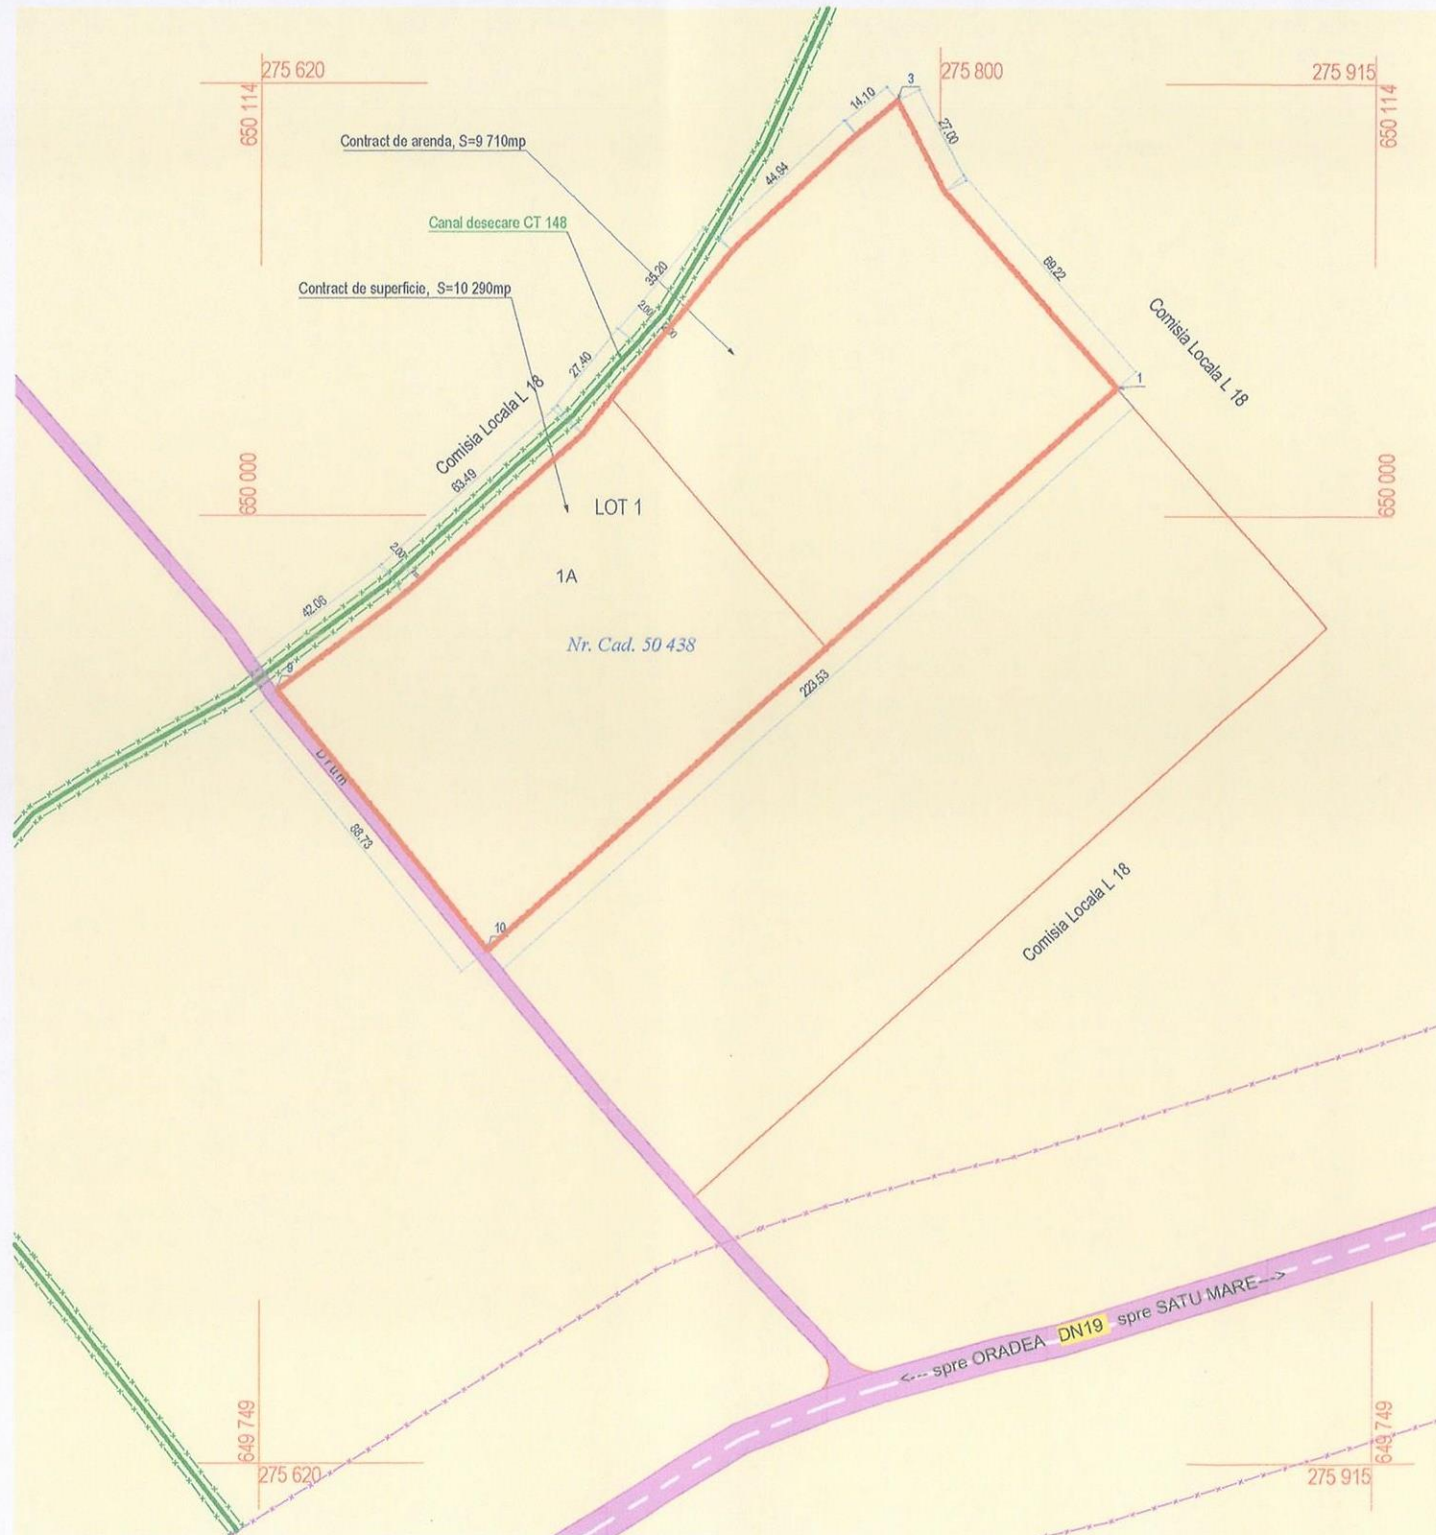 275 620
275 800
275 915
650 114
650 114
3
14.10
27.00
Contract de arenda, S=9 710mp
44.94
Canal desecare CT 148
69.22
35.20
Contract de superficie, S=10 290mp
2.00
Comisia Locala L 18
27.40
1
Comisia Locala L 18
63.49
650 000
650 000
LOT 1
2.00
1A
42.08
Nr. Cad. 50 438
9
223.53
Drum
88.73
10
Comisia Locala L 18
<--- spre ORADEA DN19 spre SATU MARE--->
649 749
649 749
275 620
275 915